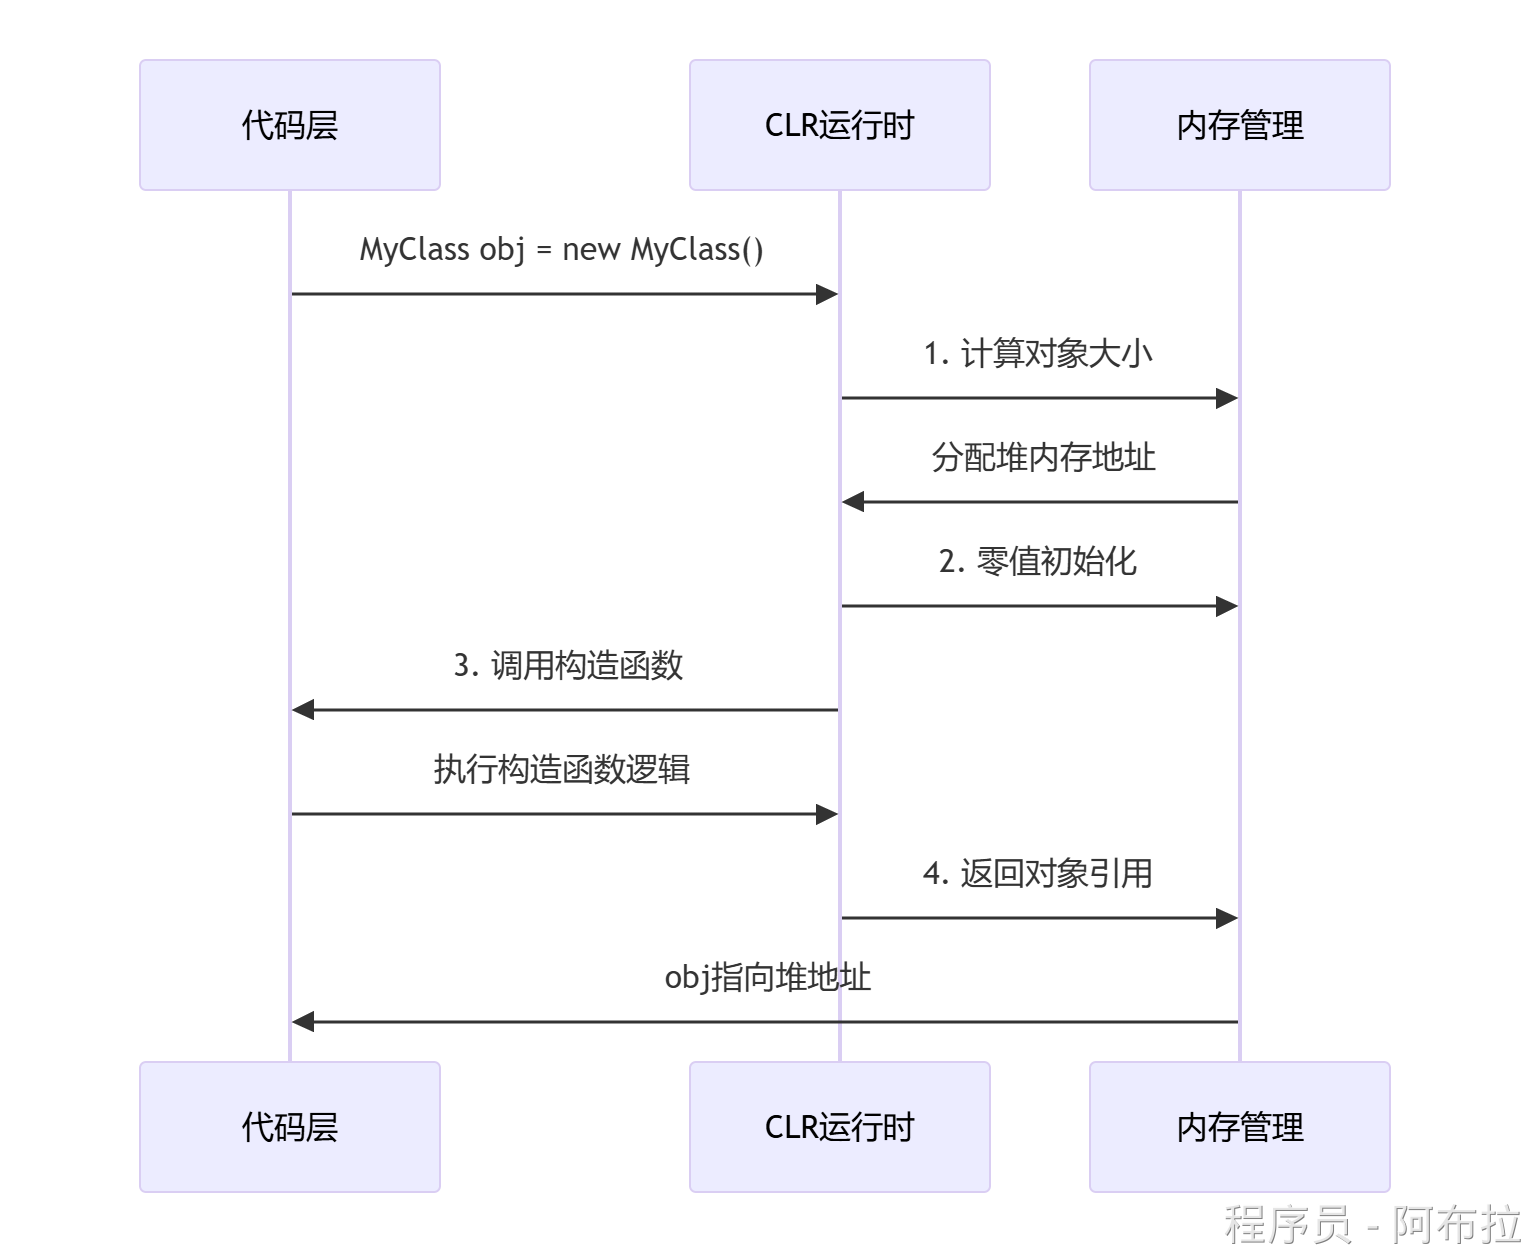 代码层
CLR运行时
内存管理
MyClass obj = new MyClass()
1. 计算对象大小
分配堆内存地址
2. 零值初始化
3. 调用构造函数
执行构造函数逻辑
4. 返回对象引用
obj指向堆地址
代码层
CLR运行时
内存管理
程序员 - 阿布拉